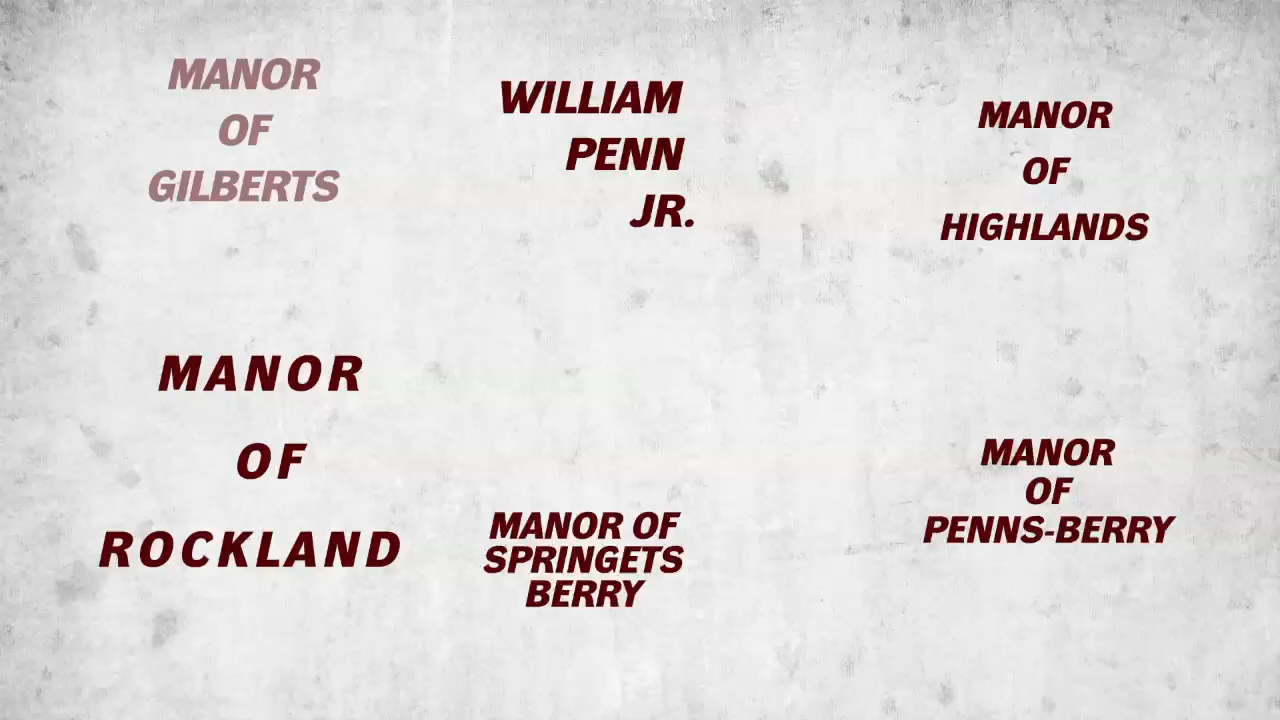 MANOR
OF
GILBERTS
WILLIAM
PENN
JR.
MANOR
OF
HIGHLANDS
MANOR
OF
ROCKLAND
MANOR OF
SPRINGETS
BERRY
MANOR
OF
PENNS-BERRY